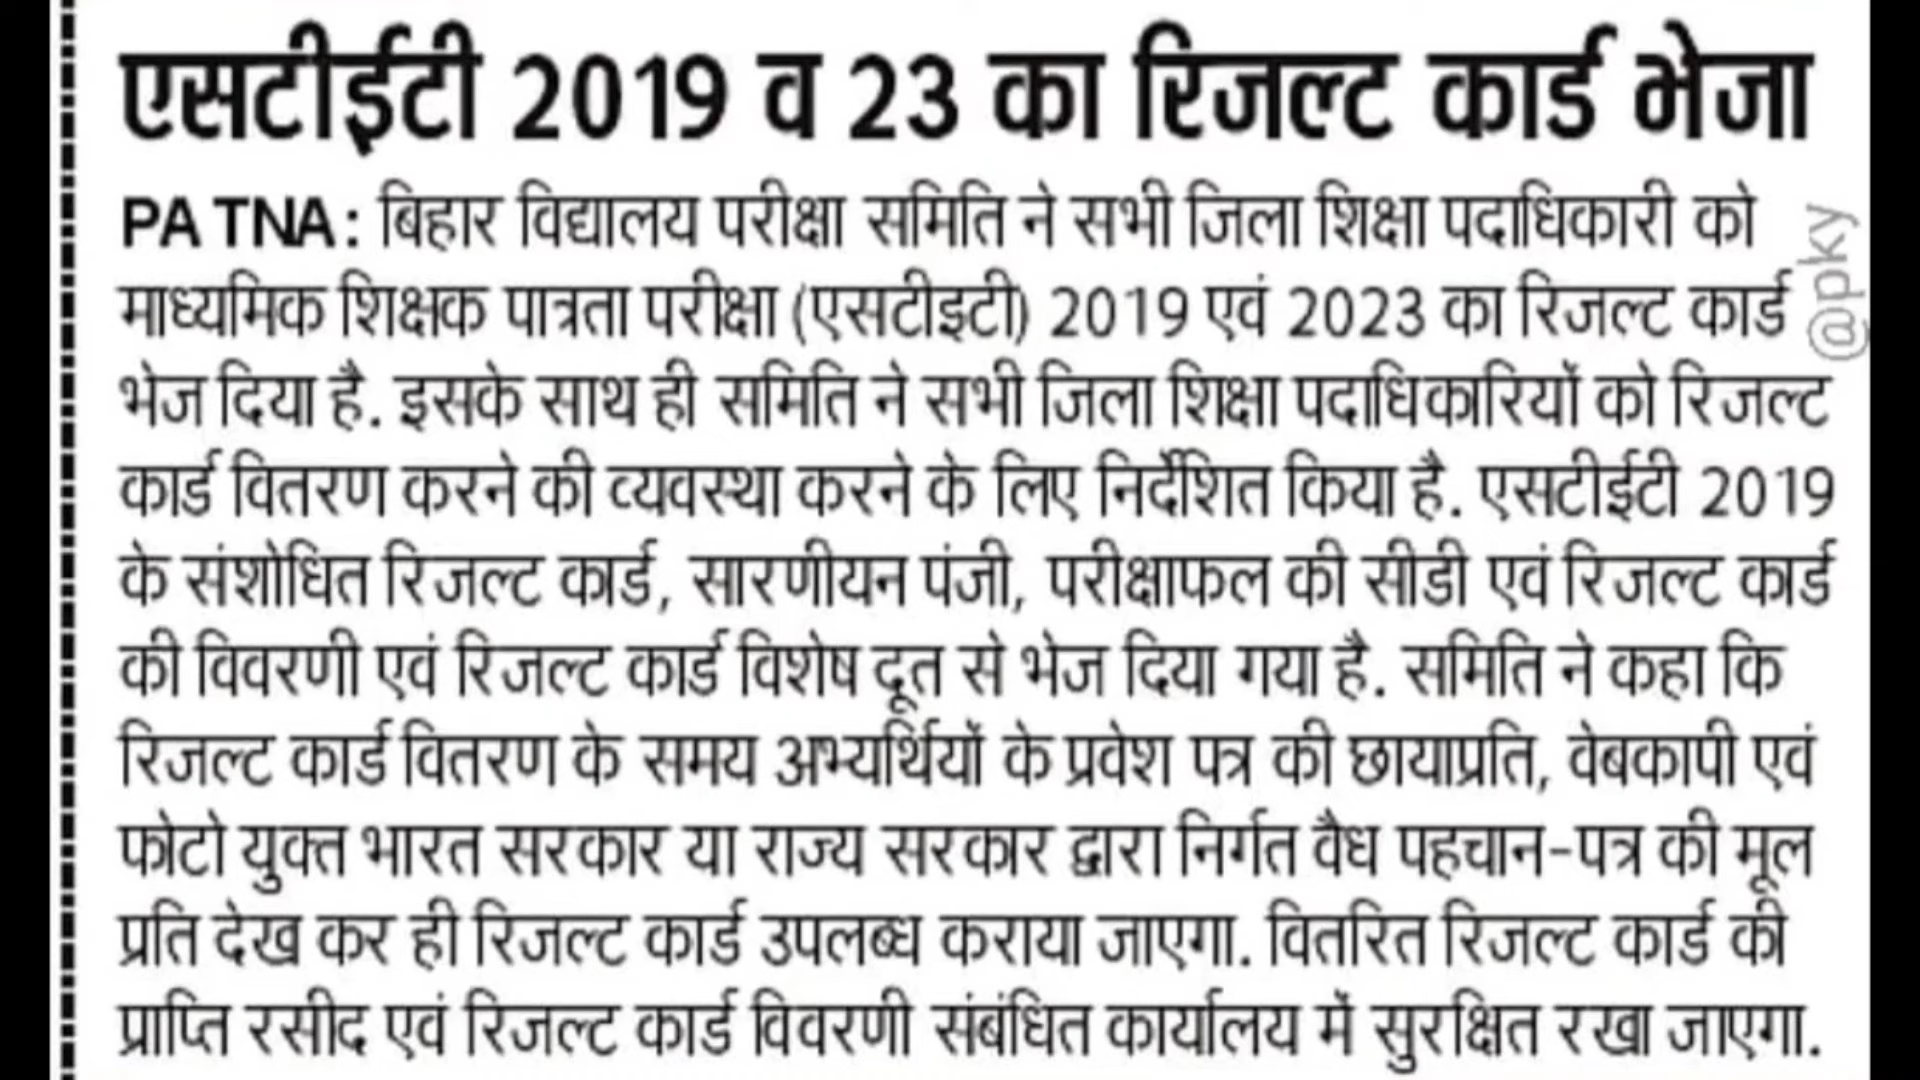 एसटीईटी 2019 व 23 का रिजल्ट कार्ड भेजा
PATNA: बिहार विद्यालय परीक्षा समिति ने सभी जिला शिक्षा पदाधिकारी को
माध्यमिक शिक्षक पात्रता परीक्षा (एसटीइटी) 2019 एवं 2023 का रिजल्ट कार्ड
भेज दिया है. इसके साथ ही समिति ने सभी जिला शिक्षा पदाधिकारियों को रिजल्ट
कार्ड वितरण करने की व्यवस्था करने के लिए निर्देशित किया है. एसटीईटी 2019
के संशोधित रिजल्ट कार्ड, सारणीयन पंजी, परीक्षाफल की सीडी एवं रिजल्ट कार्ड
की विवरणी एवं रिजल्ट कार्ड विशेष दूत से भेज दिया गया है. समिति ने कहा कि
रिजल्ट कार्ड वितरण के समय अभ्यर्थियों के प्रवेश पत्र की छायाप्रति, वेबकापी एवं
फोटो युक्त भारत सरकार या राज्य सरकार द्वारा निर्गत वैध पहचान-पत्र की मूल
प्रति देख कर ही रिजल्ट कार्ड उपलब्ध कराया जाएगा. वितरित रिजल्ट कार्ड की
प्राप्ति रसीद एवं रिजल्ट कार्ड विवरणी संबंधित कार्यालय में सुरक्षित रखा जाएगा.
@pky